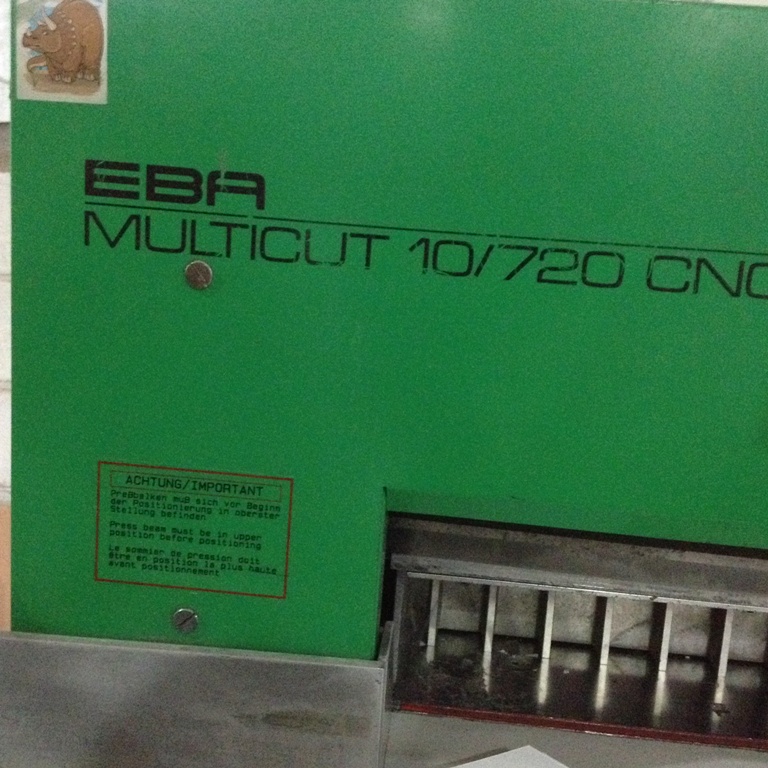 EBA
MULTICUT 10/720 CNC
ACHTUNG/IMPORTANT
Preßbalken muß sich vor Beginn
der Positionierung in oberster
Stellung befinden
Press beam must be in upper
position before positioning
Le sommier de pression doit
être en position la plus haute
avant positionnement